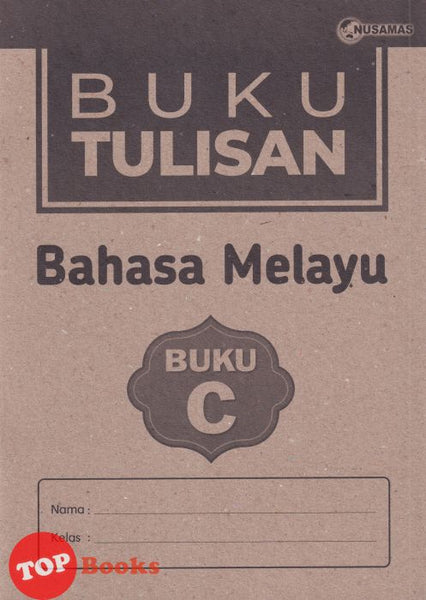 NUSAMAS
BUKU
TULISAN
Bahasa Melayu
BUKU
C
Nama :
Kelas :
TOP Books